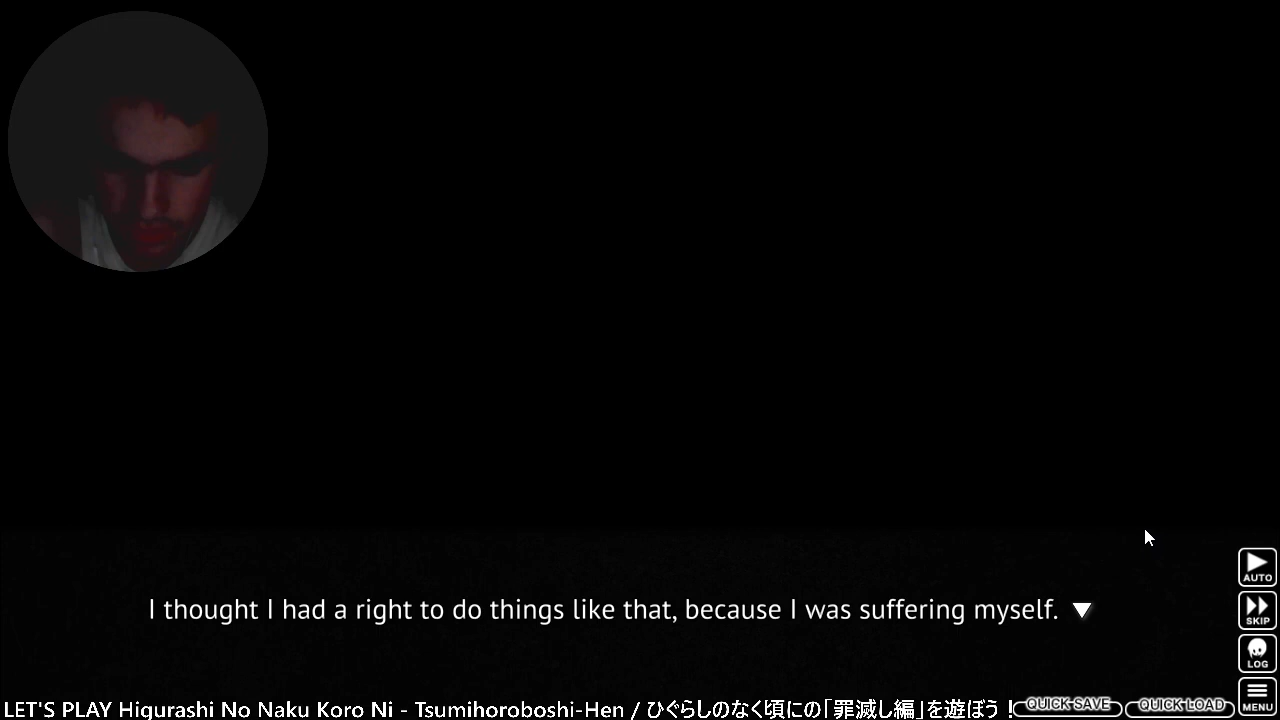 I thought I had a right to do things like that, because I was suffering myself.
AUTO
SKIP
LOG
MENU
LET'S PLAY Higurashi No Naku Koro Ni - Tsumihoroboshi-Hen / ひぐらしのなく頃にの「罪滅し編」を遊ぼう！
QUICK SAVE
QUICK LOAD